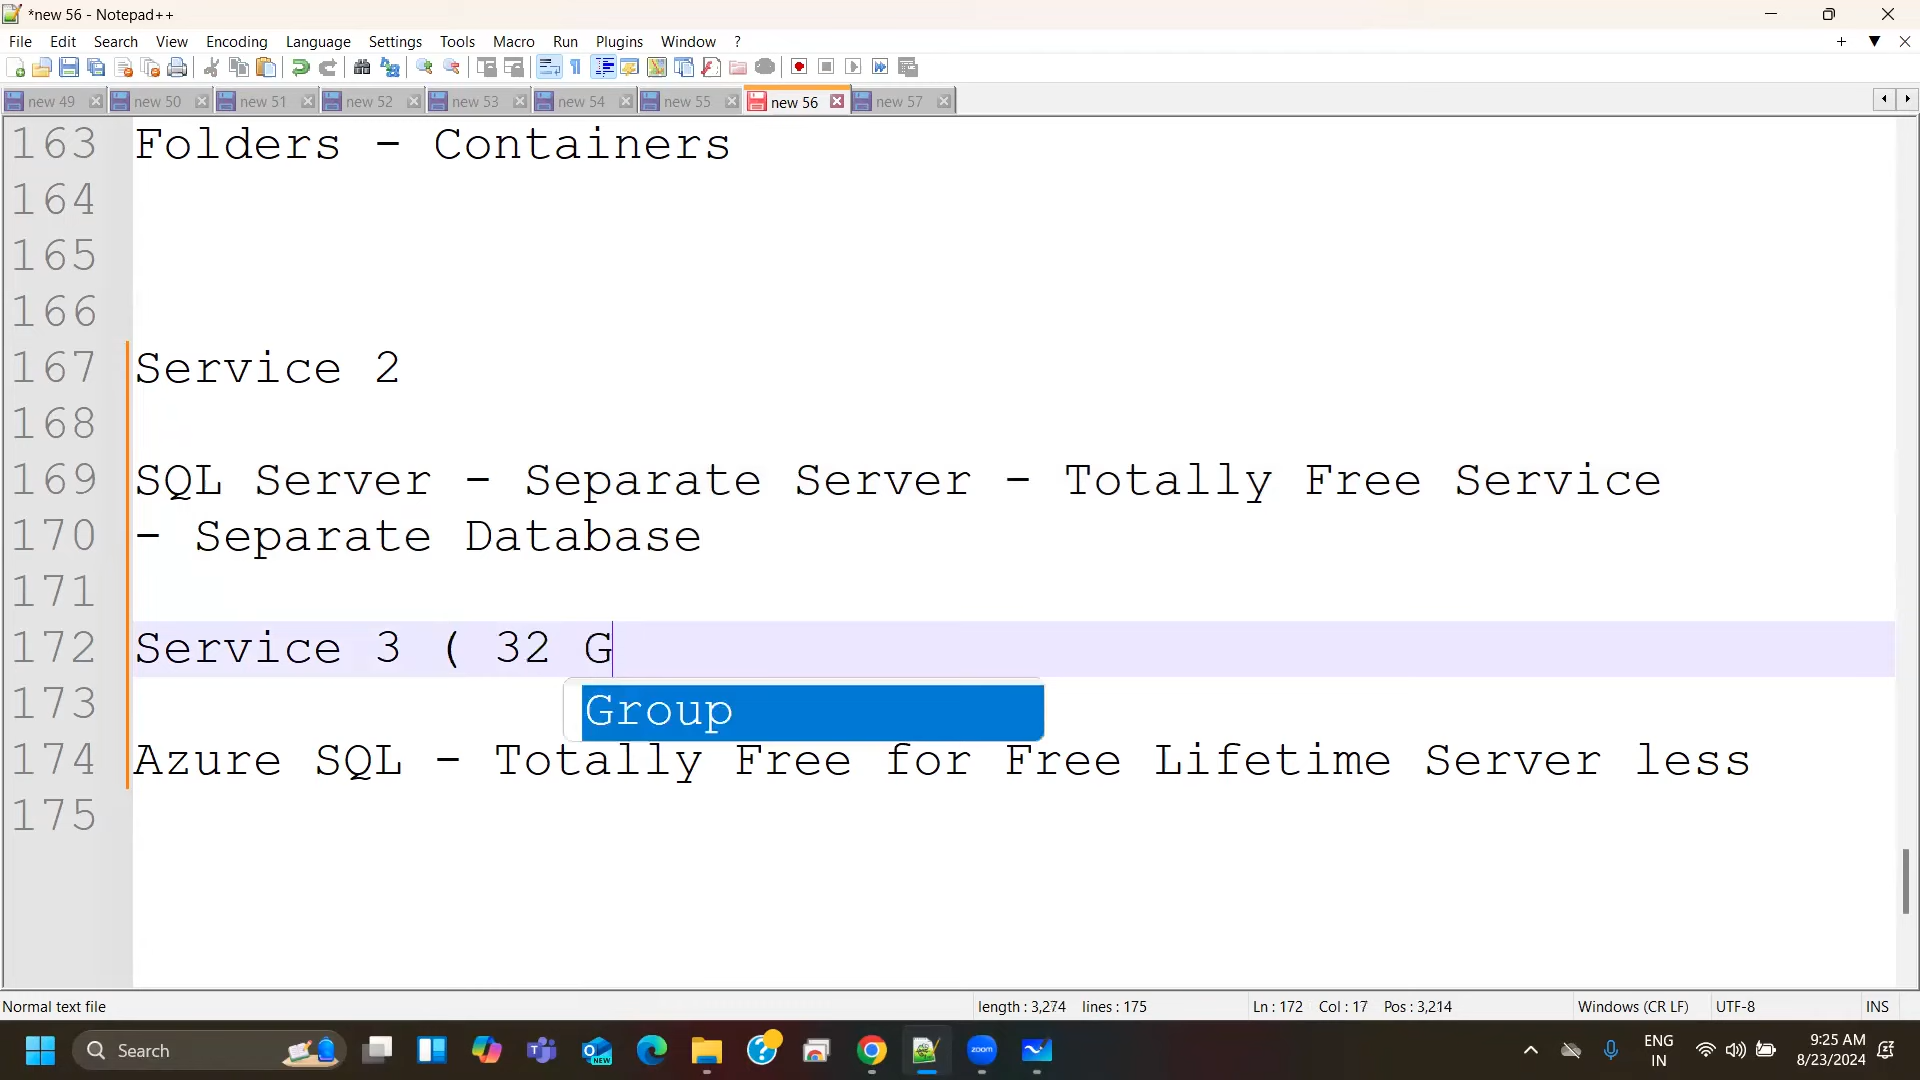 *new 56 - Notepad++
File Edit Search View Encoding Language Settings Tools Macro Run Plugins Window ?
new 49 new 50 new 51 new 52 new 53 new 54 new 55 new 56 new 57
163 Folders - Containers
164
165
166
167 Service 2
168
169 SQL Server - Separate Server - Totally Free Service
170 - Separate Database
171
172 Service 3 ( 32 G
173 Group
174 Azure SQL - Totally Free for Free Lifetime Server less
175
Normal text file length : 3,274 lines : 175 Ln : 172 Col : 17 Pos : 3,214 Windows (CR LF) UTF-8 INS
Search
NEW
zoom
ENG
IN
9:25 AM
8/23/2024